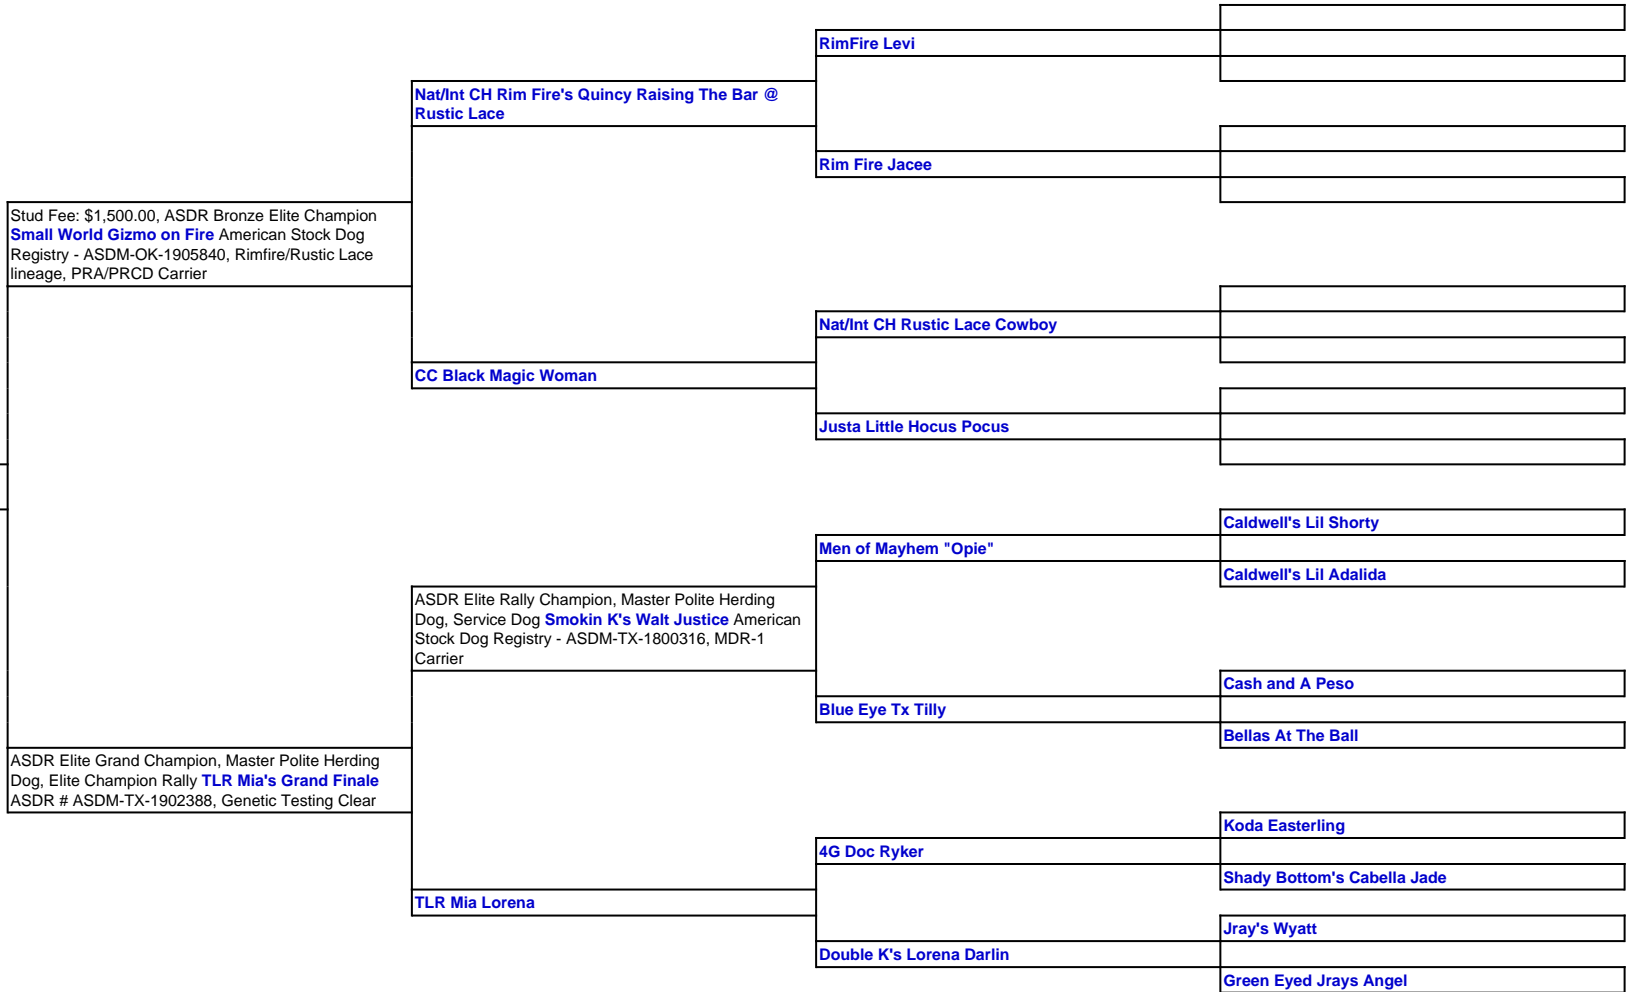 RimFire Levi
Nat/Int CH Rim Fire's Quincy Raising The Bar @
Rustic Lace
Rim Fire Jacee
Stud Fee: $1,500.00, ASDR Bronze Elite Champion
Small World Gizmo on Fire American Stock Dog
Registry - ASDM-OK-1905840, Rimfire/Rustic Lace
lineage, PRA/PRCD Carrier
Nat/Int CH Rustic Lace Cowboy
CC Black Magic Woman
Justa Little Hocus Pocus
Caldwell's Lil Shorty
Men of Mayhem "Opie"
Caldwell's Lil Adalida
ASDR Elite Rally Champion, Master Polite Herding
Dog, Service Dog Smokin K's Walt Justice American
Stock Dog Registry - ASDM-TX-1800316, MDR-1
Carrier
Cash and A Peso
Blue Eye Tx Tilly
Bellas At The Ball
ASDR Elite Grand Champion, Master Polite Herding
Dog, Elite Champion Rally TLR Mia's Grand Finale
ASDR # ASDM-TX-1902388, Genetic Testing Clear
Koda Easterling
4G Doc Ryker
Shady Bottom's Cabella Jade
TLR Mia Lorena
Jray's Wyatt
Double K's Lorena Darlin
Green Eyed Jrays Angel